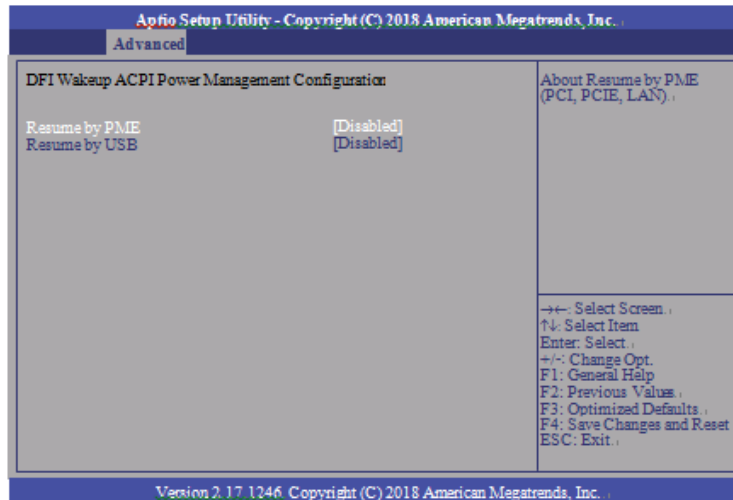 Aptio Setup Utility - Copyright (C) 2018 American Megatrends, Inc.
Advanced
DFI Wakeup ACPI Power Management Configuration
Resume by PME [Disabled]
Resume by USB [Disabled]
About Resume by PME
(PCI, PCIE, LAN).
→←: Select Screen.
↑↓: Select Item
Enter: Select.
+/-: Change Opt.
F1: General Help
F2: Previous Values.
F3: Optimized Defaults.
F4: Save Changes and Reset
ESC: Exit.
Version 2.17.1246. Copyright (C) 2018 American Megatrends, Inc.